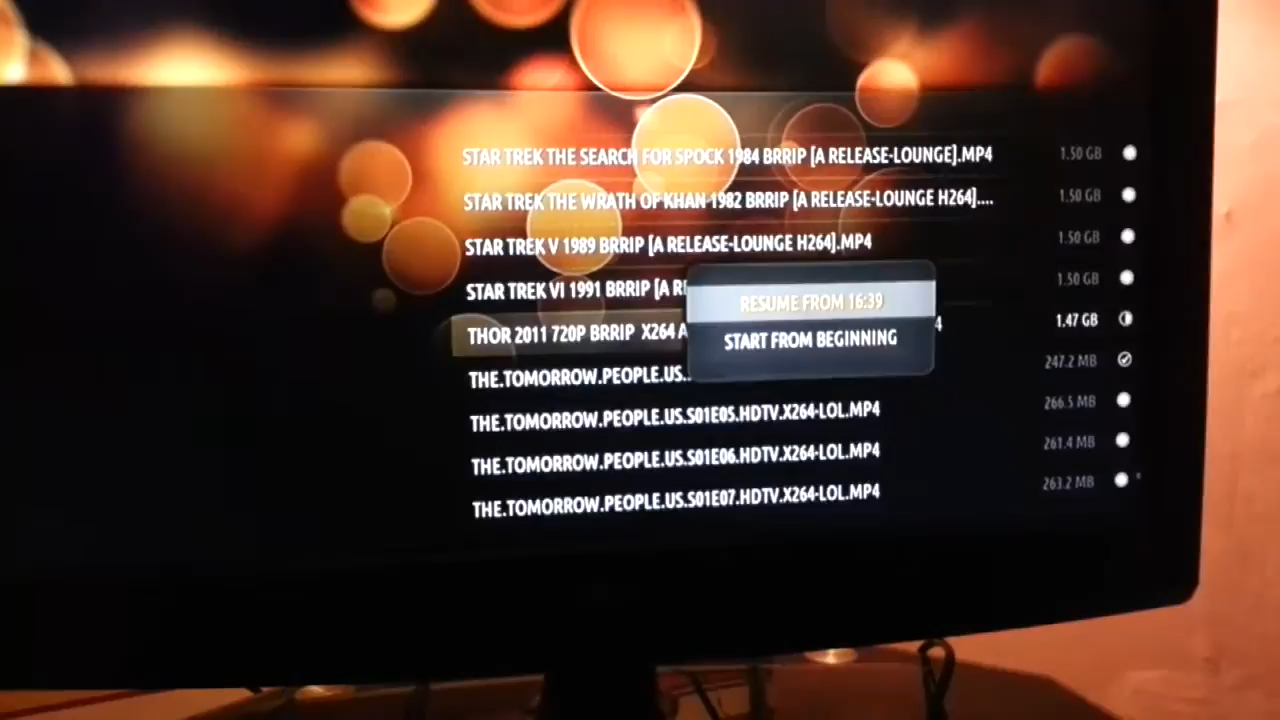 STAR TREK THE SEARCH FOR SPOCK 1984 BRRIP [A RELEASE-LOUNGE].MP4 1.50 GB
STAR TREK THE WRATH OF KHAN 1982 BRRIP [A RELEASE-LOUNGE H264].... 1.50 GB
STAR TREK V 1989 BRRIP [A RELEASE-LOUNGE H264].MP4 1.50 GB
STAR TREK VI 1991 BRRIP [A 1.50 GB
RESUME FROM 16:39
THOR 2011 720P BRRIP X264 A 4 1.47 GB
START FROM BEGINNING
THE.TOMORROW.PEOPLE.US.. 247.2 MB
THE.TOMORROW.PEOPLE.US.S01E05.HDTV.X264-LOL.MP4 266.5 MB
THE.TOMORROW.PEOPLE.US.S01E06.HDTV.X264-LOL.MP4 261.4 MB
THE.TOMORROW.PEOPLE.US.S01E07.HDTV.X264-LOL.MP4 263.2 MB